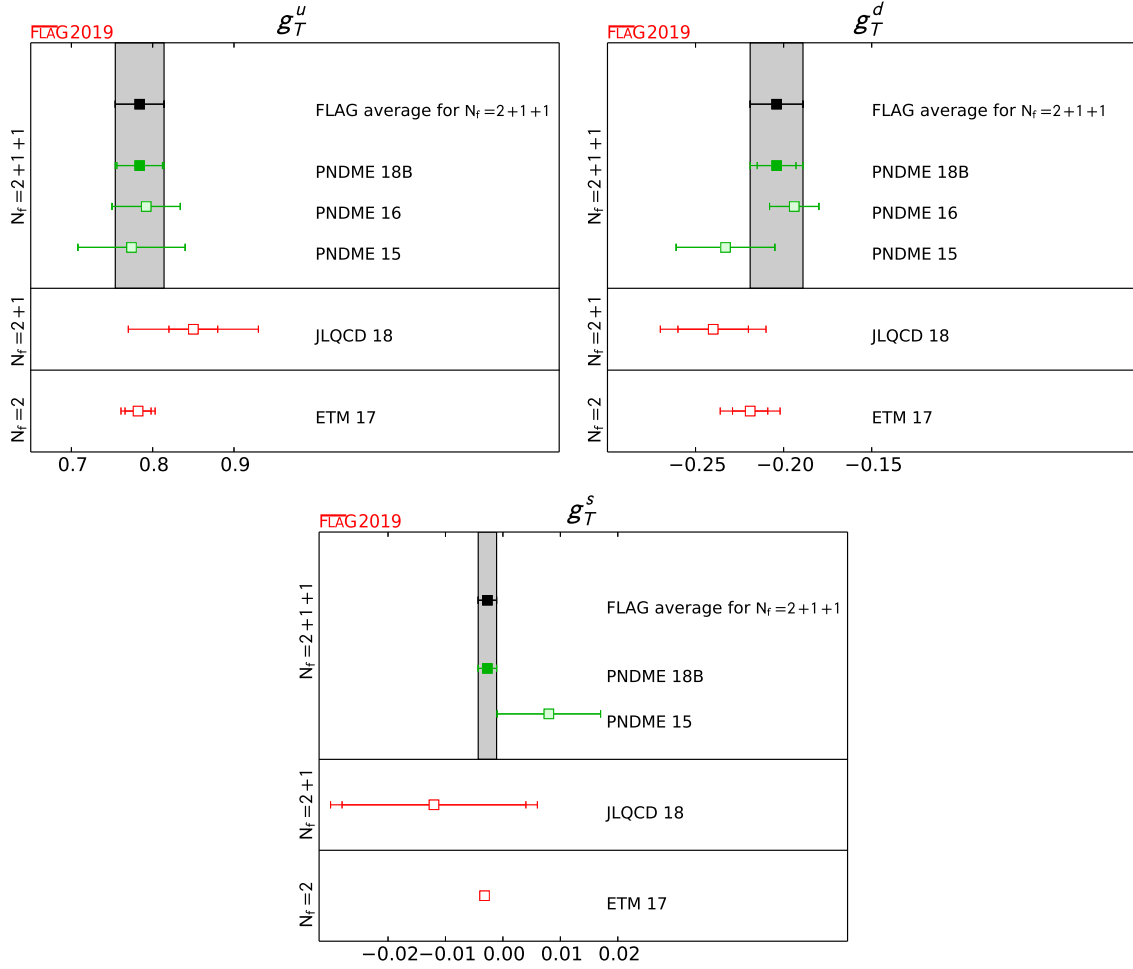 FLAG2019
g_T^u
N_f=2+1+1
FLAG average for N_f=2+1+1
PNDME 18B
PNDME 16
PNDME 15
N_f=2+1
JLQCD 18
N_f=2
ETM 17
0.7 0.8 0.9
FLAG2019
g_T^d
N_f=2+1+1
FLAG average for N_f=2+1+1
PNDME 18B
PNDME 16
PNDME 15
N_f=2+1
JLQCD 18
N_f=2
ETM 17
−0.25 −0.20 −0.15
FLAG2019
g_T^s
N_f=2+1+1
FLAG average for N_f=2+1+1
PNDME 18B
PNDME 15
N_f=2+1
JLQCD 18
N_f=2
ETM 17
−0.02 −0.01 0.00 0.01 0.02